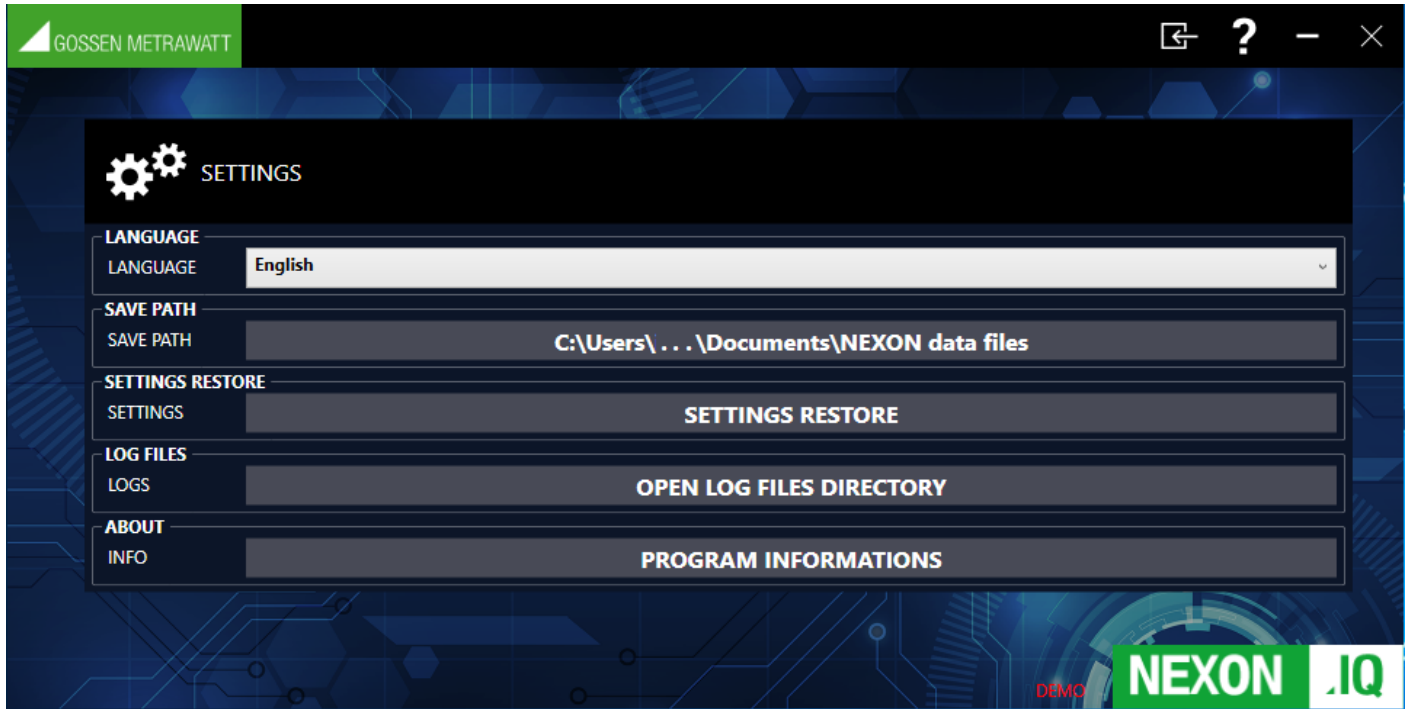 GOSSEN METRAWATT
?
SETTINGS
LANGUAGE
LANGUAGE English
SAVE PATH
SAVE PATH C:\Users\ . . . \Documents\NEXON data files
SETTINGS RESTORE
SETTINGS SETTINGS RESTORE
LOG FILES
LOGS OPEN LOG FILES DIRECTORY
ABOUT
INFO PROGRAM INFORMATIONS
DEMO NEXON .IQ